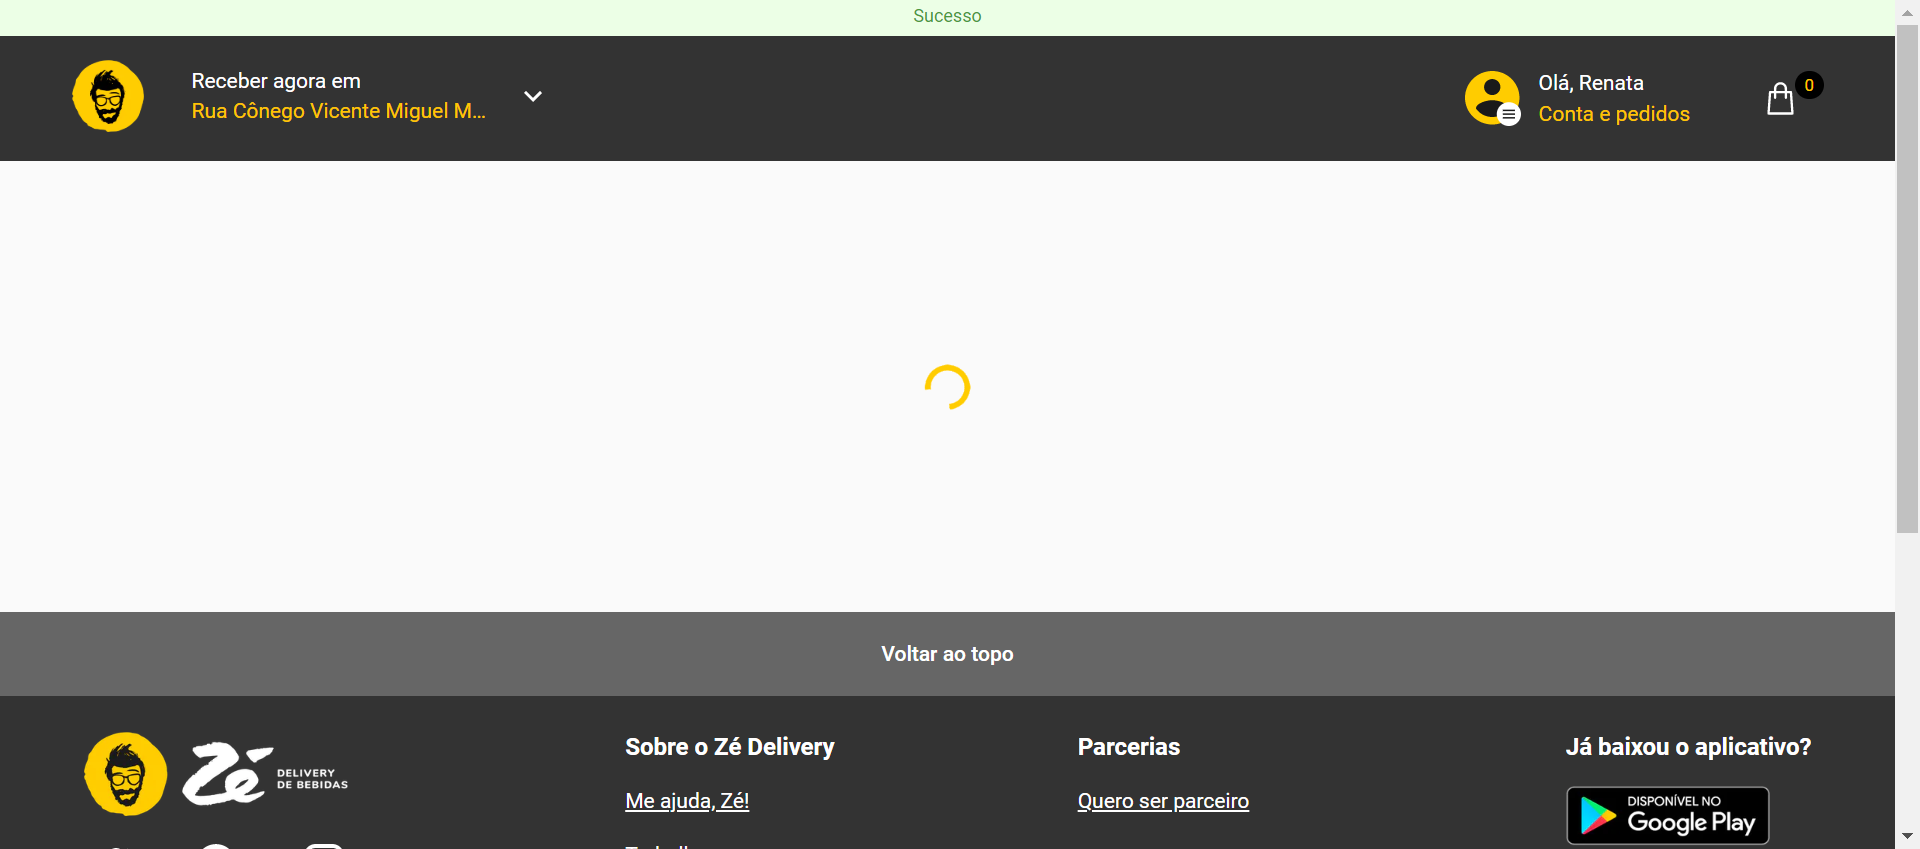 Sucesso
Receber agora em
Rua Cônego Vicente Miguel M...
Olá, Renata
Conta e pedidos
0
Voltar ao topo
Zé DELIVERY DE BEBIDAS
Sobre o Zé Delivery
Me ajuda, Zé!
Parcerias
Quero ser parceiro
Já baixou o aplicativo?
DISPONÍVEL NO
Google Play